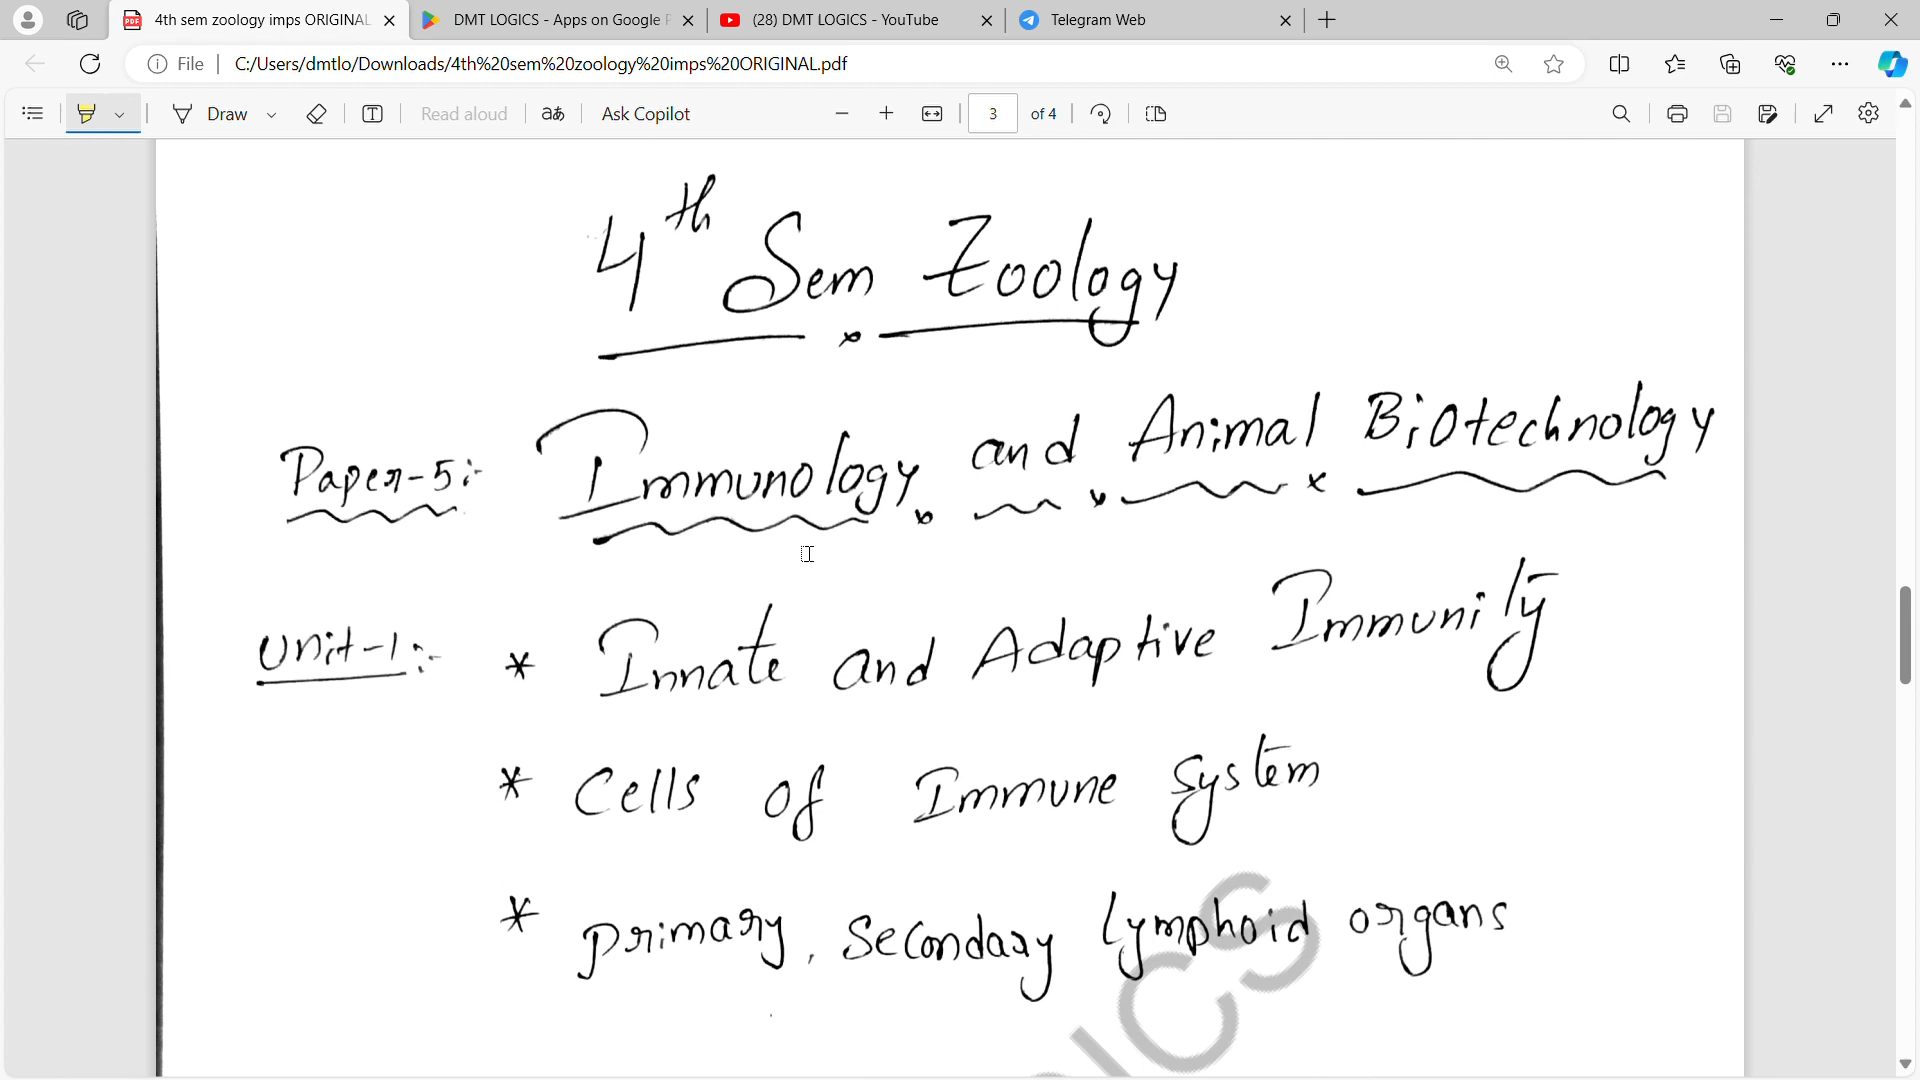 4th sem zoology imps ORIGINAL
DMT LOGICS - Apps on Google P
(28) DMT LOGICS - YouTube
Telegram Web
File
C:/Users/dmtlo/Downloads/4th%20sem%20zoology%20imps%20ORIGINAL.pdf
Draw
Read aloud
aあ
Ask Copilot
3 of 4
4th Sem Zoology
Paper-5:- Immunology and Animal Biotechnology
Unit-1:- * Innate and Adaptive Immunity
* Cells of Immune System
* Primary, Secondary lymphoid organs
ICS